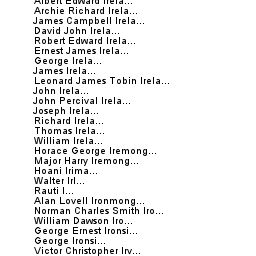 Albert Edward Irela...
Archie Richard Irela...
James Campbell Irela...
David John Irela...
Robert Edward Irela...
Ernest James Irela...
George Irela...
James Irela...
Leonard James Tobin Irela...
John Irela...
John Percival Irela...
Joseph Irela...
Richard Irela...
Thomas Irela...
William Irela...
Horace George Iremong...
Major Harry Iremong...
Hoani Irima...
Walter Irl...
Rauti I...
Alan Lovell Ironmong...
Norman Charles Smith Iro...
William Dawson Iro...
George Ernest Ironsi...
George Ironsi...
Victor Christopher Irv...